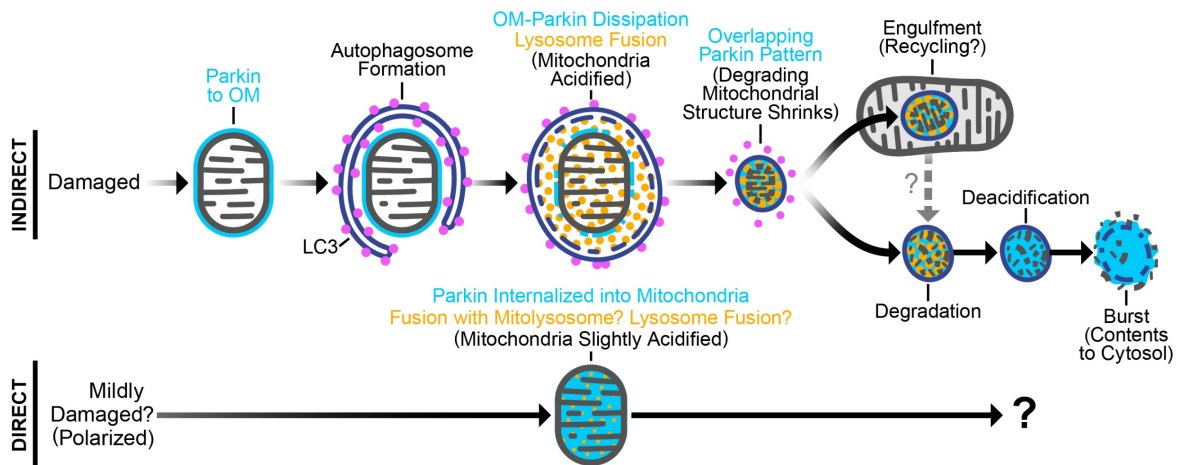 INDIRECT
Damaged
Parkin
to OM
Autophagosome
Formation
LC3
OM-Parkin Dissipation
Lysosome Fusion
(Mitochondria
Acidified)
Overlapping
Parkin Pattern
(Degrading
Mitochondrial
Structure Shrinks)
Engulfment
(Recycling?)
?
Degradation
Deacidification
Burst
(Contents
to Cytosol)
DIRECT
Mildly
Damaged?
(Polarized)
Parkin Internalized into Mitochondria
Fusion with Mitolysosome? Lysosome Fusion?
(Mitochondria Slightly Acidified)
?